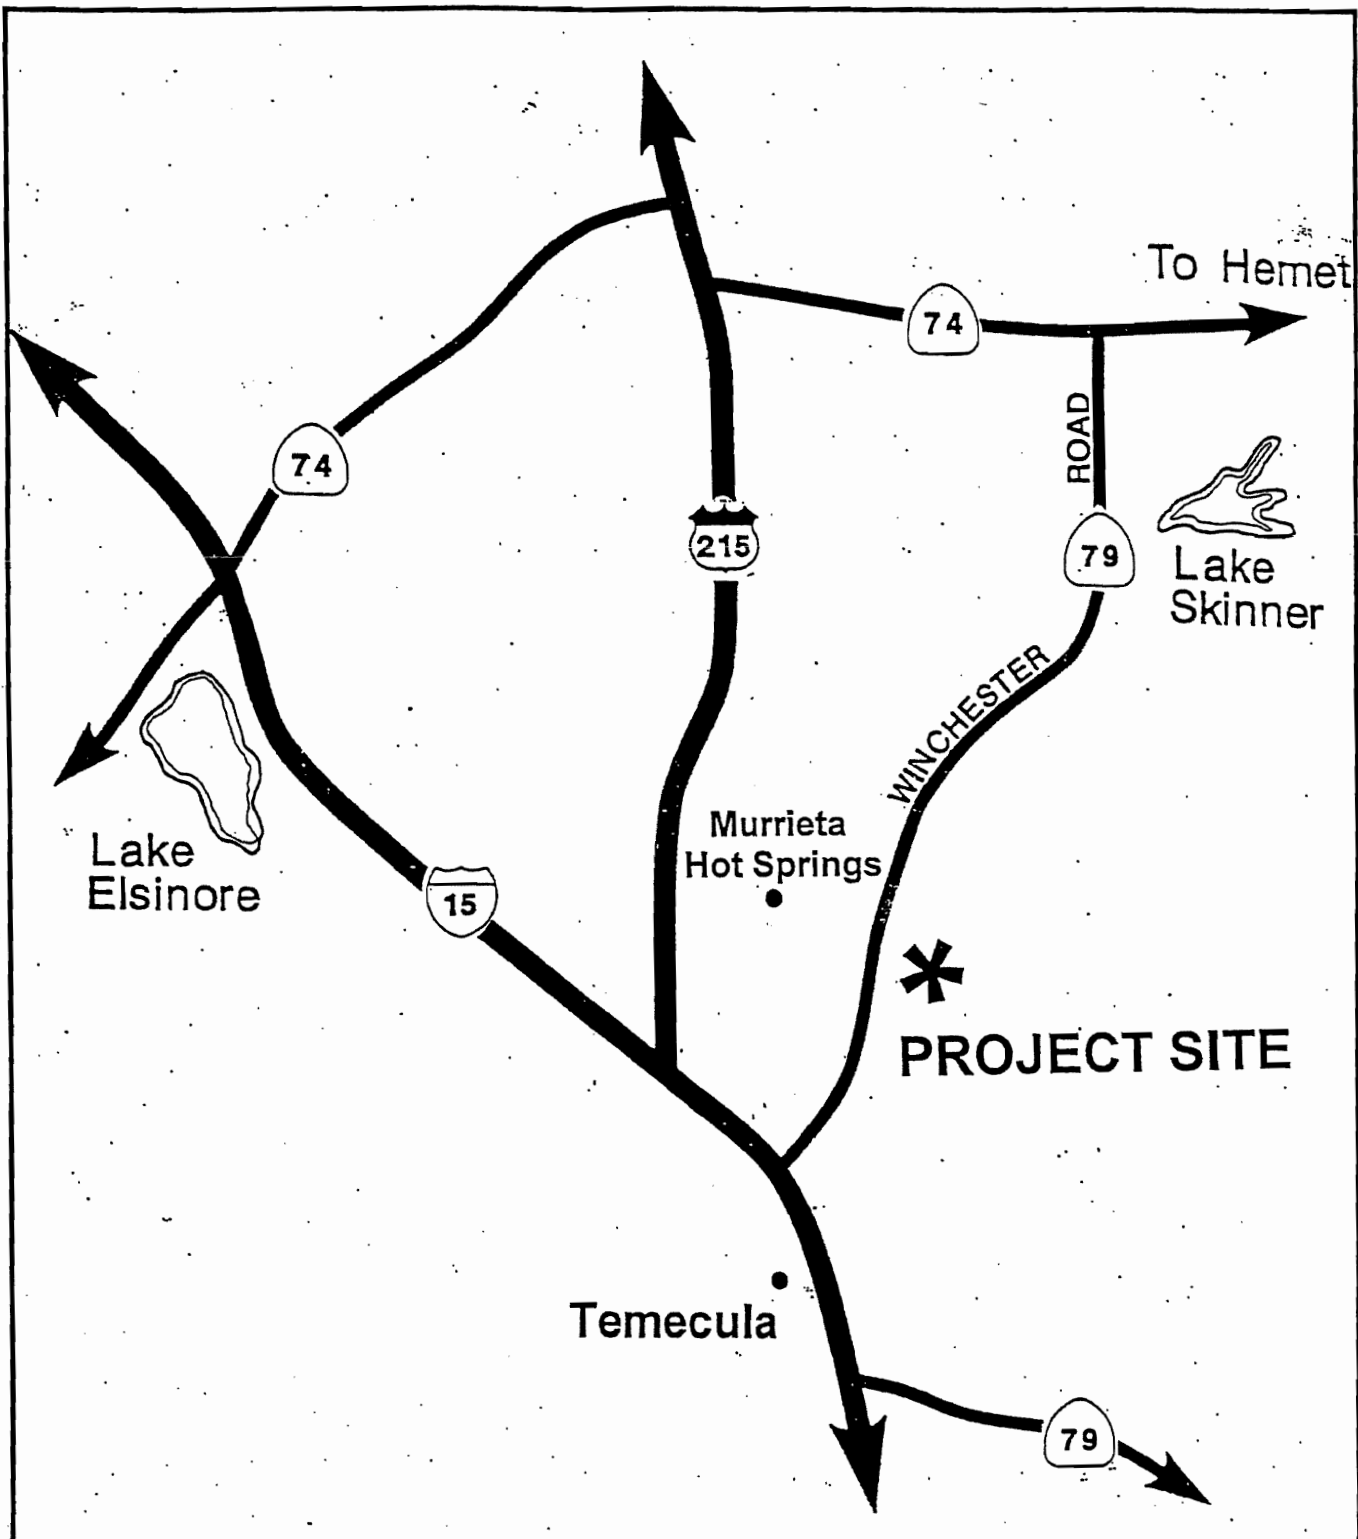 To Hemet
74
ROAD
74
215
79
Lake
Skinner
WINCHESTER
Murrieta
Hot Springs
Lake
Elsinore
15
PROJECT SITE
Temecula
79